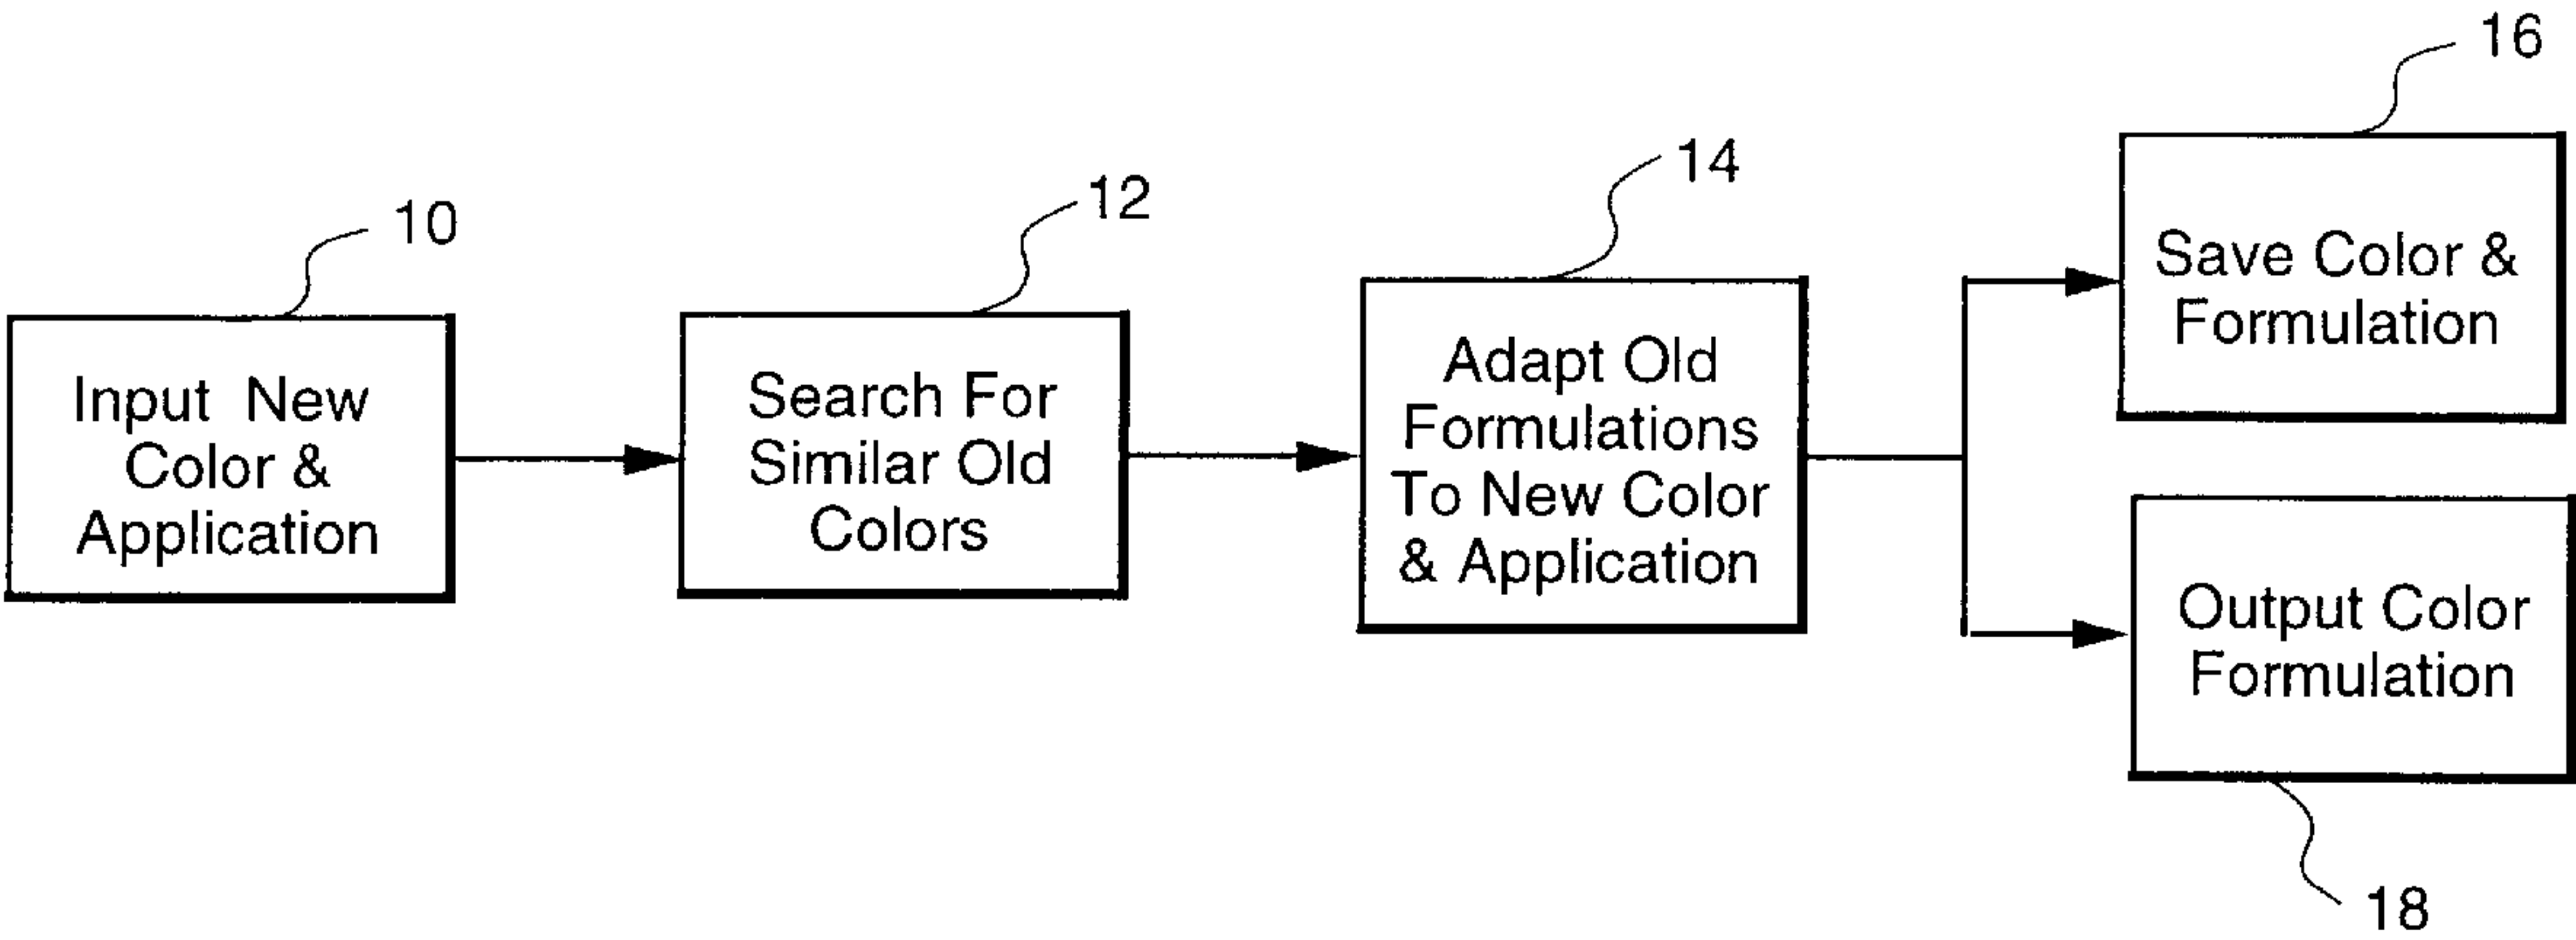 10
Input New
Color &
Application
12
Search For
Similar Old
Colors
14
Adapt Old
Formulations
To New Color
& Application
16
Save Color &
Formulation
Output Color
Formulation
18